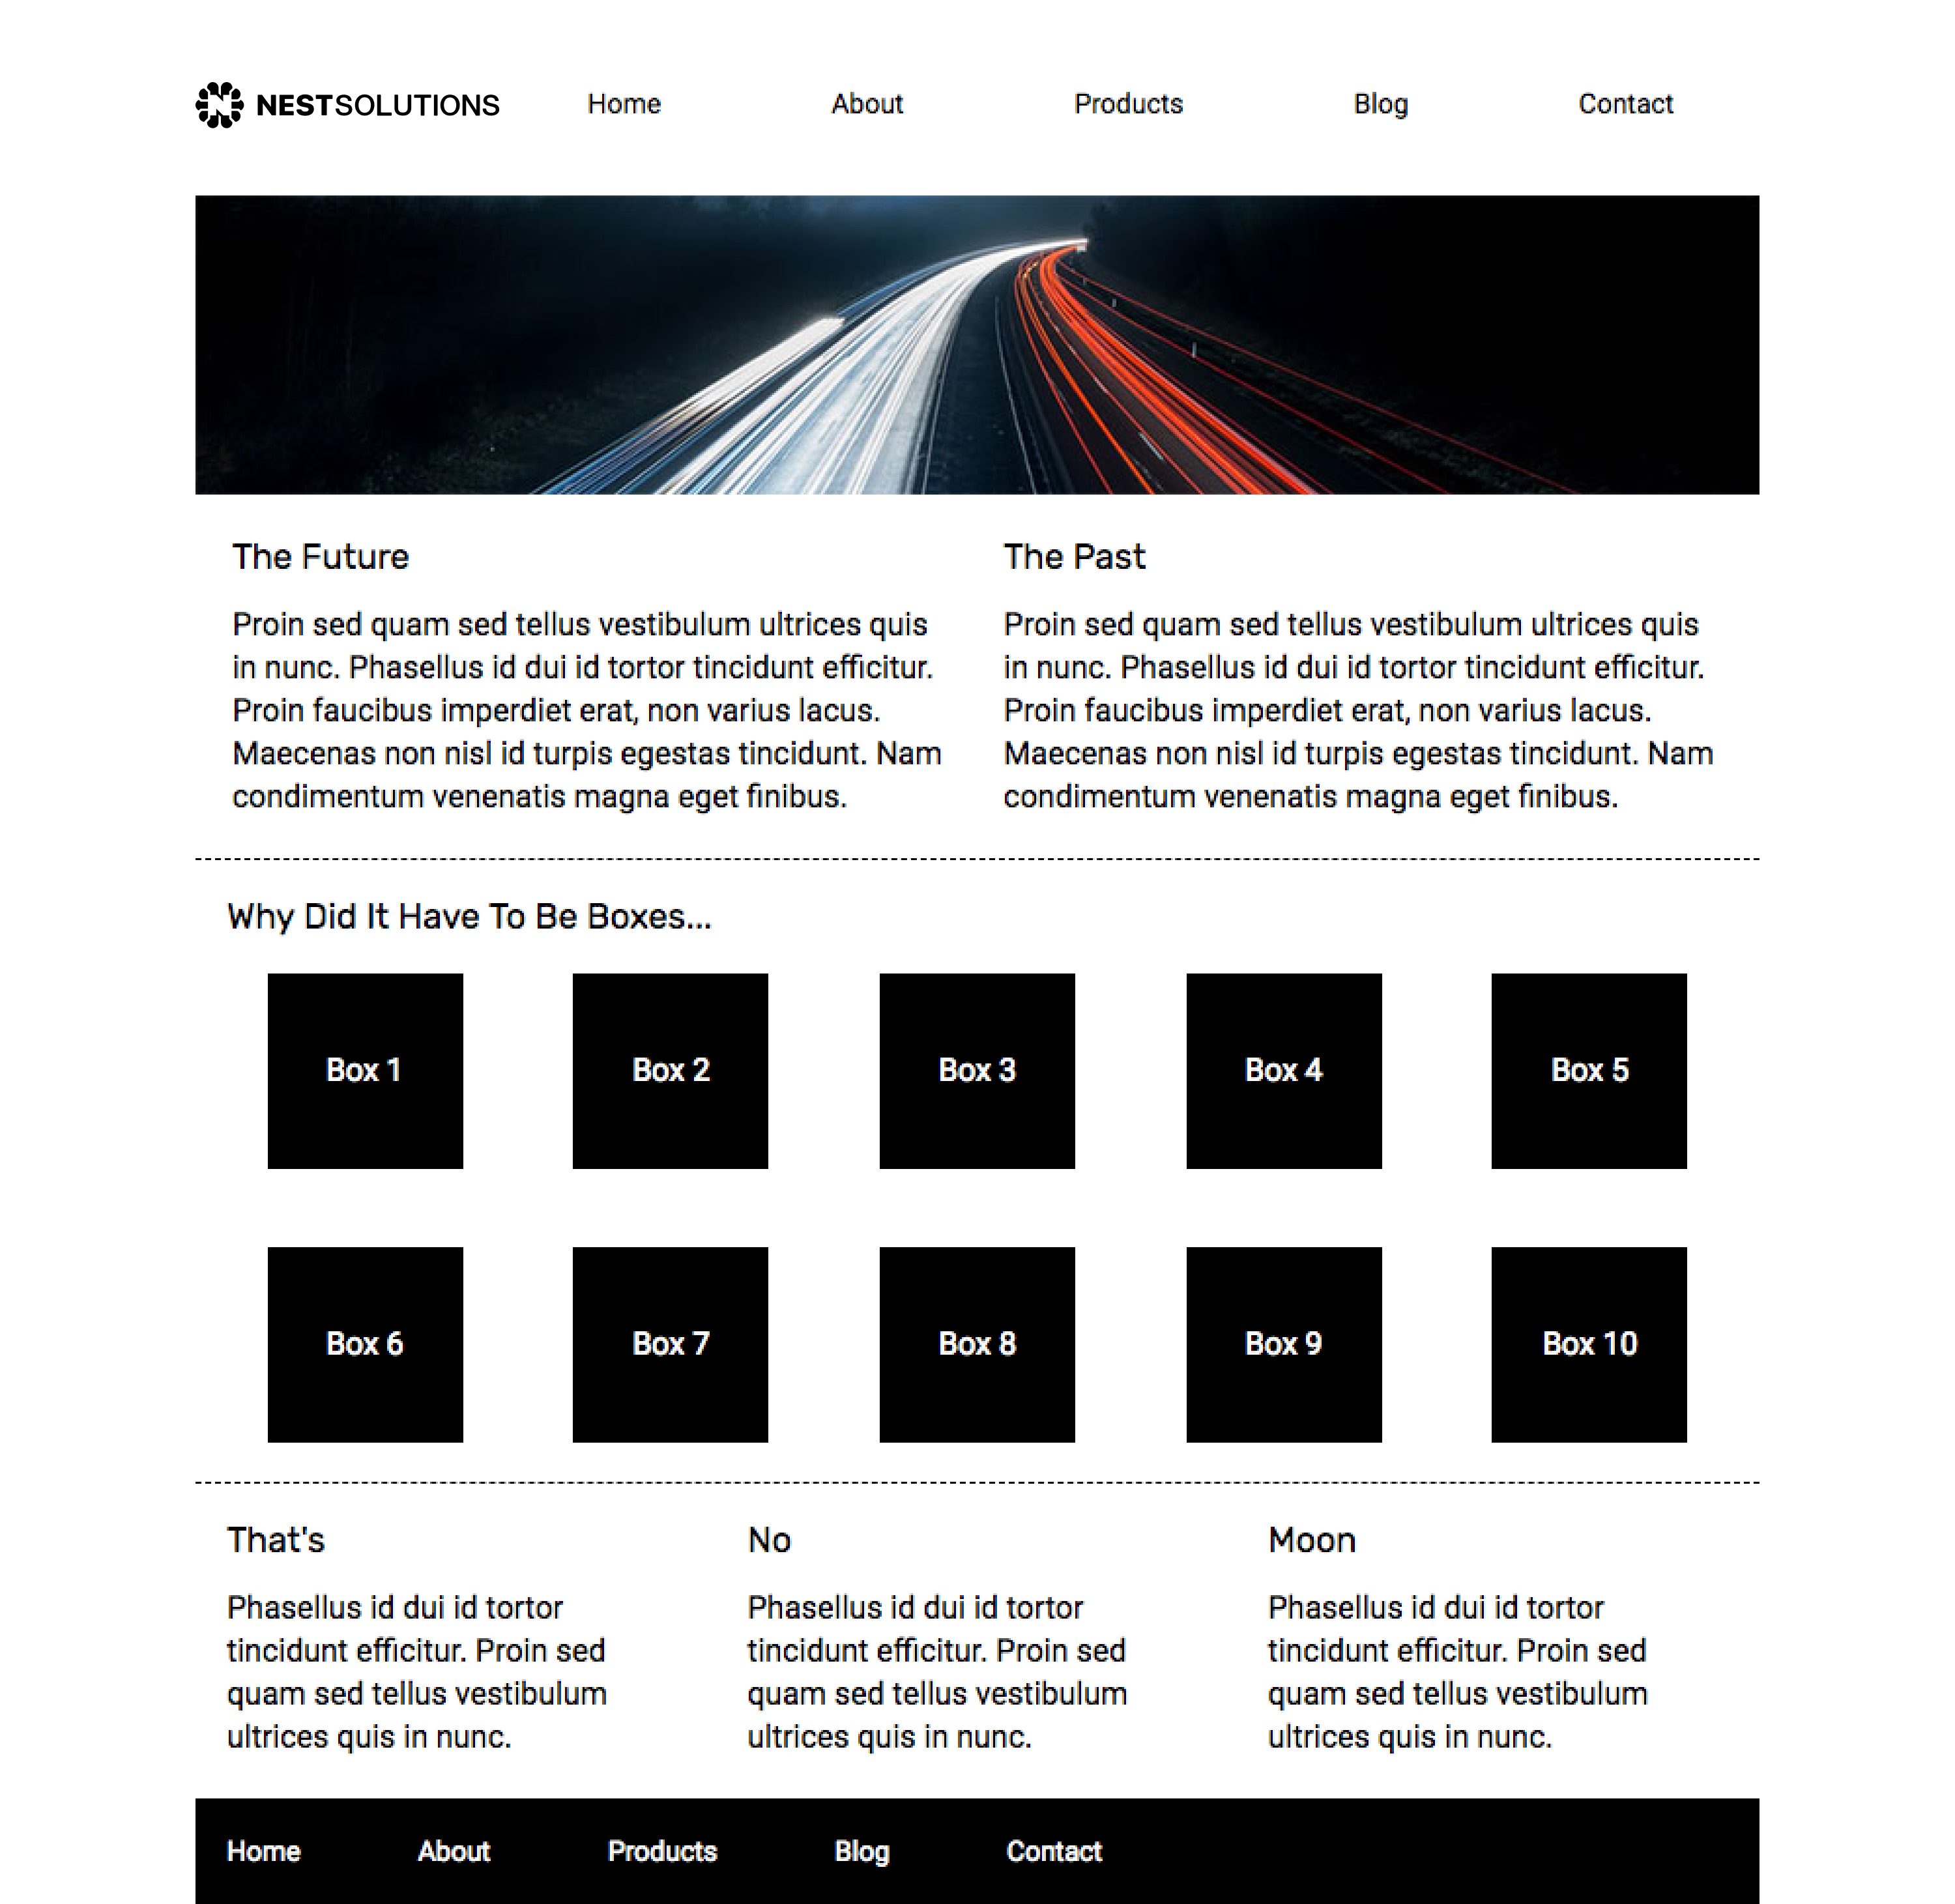 NESTSOLUTIONS
Home About Products Blog Contact
The Future
Proin sed quam sed tellus vestibulum ultrices quis
in nunc. Phasellus id dui id tortor tincidunt efficitur.
Proin faucibus imperdiet erat, non varius lacus.
Maecenas non nisl id turpis egestas tincidunt. Nam
condimentum venenatis magna eget finibus.
The Past
Proin sed quam sed tellus vestibulum ultrices quis
in nunc. Phasellus id dui id tortor tincidunt efficitur.
Proin faucibus imperdiet erat, non varius lacus.
Maecenas non nisl id turpis egestas tincidunt. Nam
condimentum venenatis magna eget finibus.
Why Did It Have To Be Boxes...
Box 1 Box 2 Box 3 Box 4 Box 5
Box 6 Box 7 Box 8 Box 9 Box 10
That's
Phasellus id dui id tortor
tincidunt efficitur. Proin sed
quam sed tellus vestibulum
ultrices quis in nunc.
No
Phasellus id dui id tortor
tincidunt efficitur. Proin sed
quam sed tellus vestibulum
ultrices quis in nunc.
Moon
Phasellus id dui id tortor
tincidunt efficitur. Proin sed
quam sed tellus vestibulum
ultrices quis in nunc.
Home About Products Blog Contact